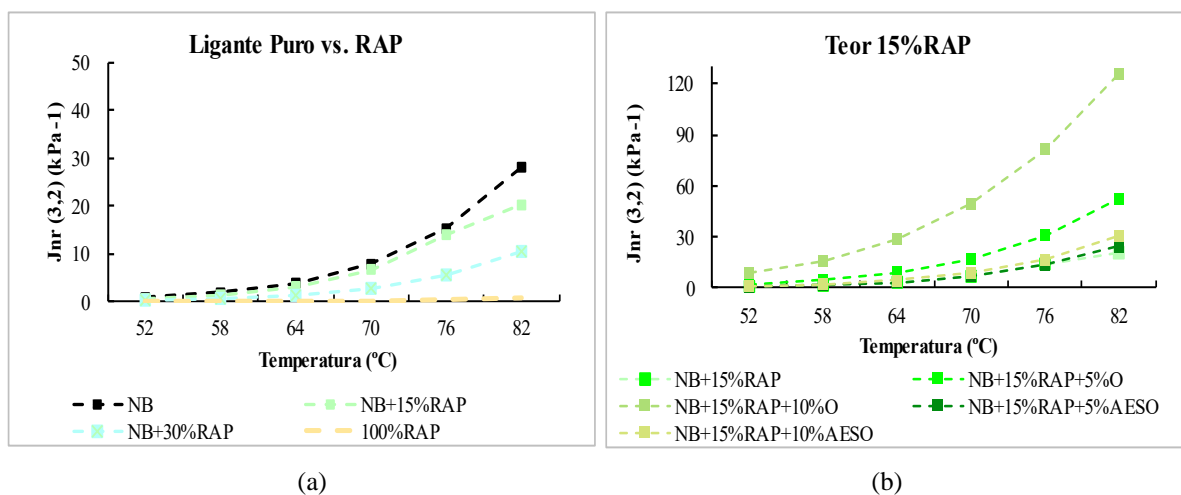 Ligante Puro vs. RAP
Jnr (3,2) (kPa-1)
50
40
30
20
10
0
52 58 64 70 76 82
Temperatura (ºC)
NB NB+15%RAP
NB+30%RAP 100%RAP
(a)
Teor 15%RAP
Jnr (3,2) (kPa-1)
120
90
60
30
0
52 58 64 70 76 82
Temperatura (ºC)
NB+15%RAP NB+15%RAP+5%O
NB+15%RAP+10%O NB+15%RAP+5%AESO
NB+15%RAP+10%AESO
(b)